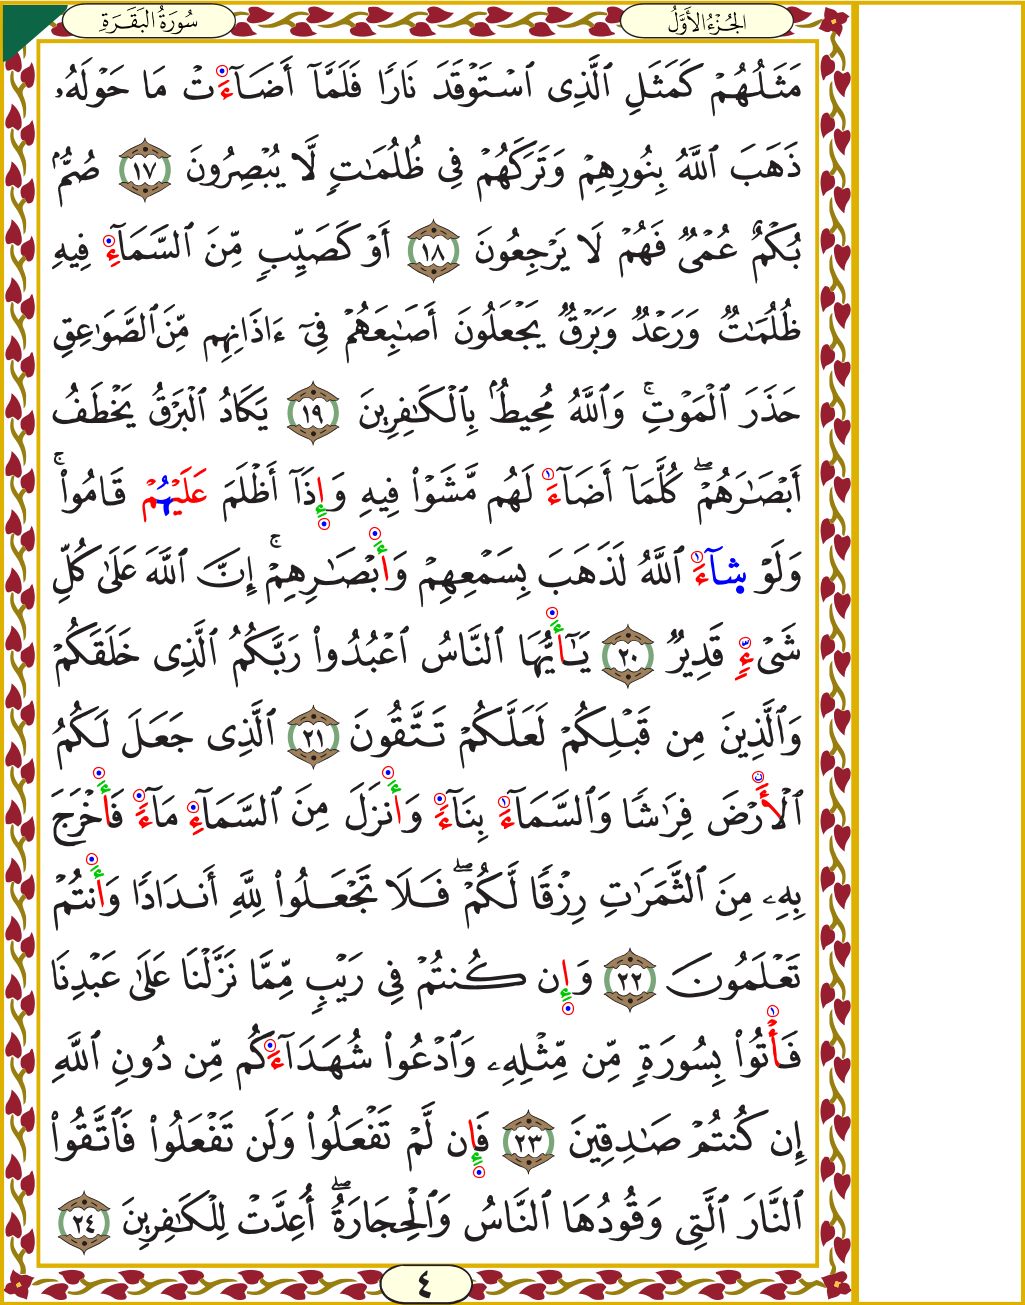 سُورَةُ البَقَرَةِ
الجُزْءُ الأَوَّلُ
مَثَلُهُمْ كَمَثَلِ ٱلَّذِى ٱسْتَوْقَدَ نَارًا فَلَمَّآ أَضَآءَتْ مَا حَوْلَهُۥ
ذَهَبَ ٱللَّهُ بِنُورِهِمْ وَتَرَكَهُمْ فِى ظُلُمَـٰتٍ لَّا يُبْصِرُونَ ١٧ صُمٌّۢ
بُكْمٌ عُمْىٌ فَهُمْ لَا يَرْجِعُونَ ١٨ أَوْ كَصَيِّبٍ مِّنَ ٱلسَّمَآءِ فِيهِ
ظُلُمَـٰتٌ وَرَعْدٌ وَبَرْقٌ يَجْعَلُونَ أَصَـٰبِعَهُمْ فِىٓ ءَاذَانِهِم مِّنَ ٱلصَّوَٰعِقِ
حَذَرَ ٱلْمَوْتِ ۚ وَٱللَّهُ مُحِيطٌۢ بِٱلْكَـٰفِرِينَ ١٩ يَكَادُ ٱلْبَرْقُ يَخْطَفُ
أَبْصَـٰرَهُمْ ۖ كُلَّمَآ أَضَآءَ لَهُم مَّشَوْا۟ فِيهِ وَإِذَآ أَظْلَمَ عَلَيْهُمْ قَامُوا۟ ۚ
وَلَوْ شَآءَ ٱللَّهُ لَذَهَبَ بِسَمْعِهِمْ وَأَبْصَـٰرِهِمْ ۚ إِنَّ ٱللَّهَ عَلَىٰ كُلِّ
شَىْءٍ قَدِيرٌ ٢٠ يَـٰٓأَيُّهَا ٱلنَّاسُ ٱعْبُدُوا۟ رَبَّكُمُ ٱلَّذِى خَلَقَكُمْ
وَٱلَّذِينَ مِن قَبْلِكُمْ لَعَلَّكُمْ تَتَّقُونَ ٢١ ٱلَّذِى جَعَلَ لَكُمُ
ٱلْأَرْضَ فِرَٰشًا وَٱلسَّمَآءَ بِنَآءً وَأَنزَلَ مِنَ ٱلسَّمَآءِ مَآءً فَأَخْرَجَ
بِهِۦ مِنَ ٱلثَّمَرَٰتِ رِزْقًا لَّكُمْ ۖ فَلَا تَجْعَلُوا۟ لِلَّهِ أَندَادًا وَأَنتُمْ
تَعْلَمُونَ ٢٢ وَإِن كُنتُمْ فِى رَيْبٍ مِّمَّا نَزَّلْنَا عَلَىٰ عَبْدِنَا
فَأْتُوا۟ بِسُورَةٍ مِّن مِّثْلِهِۦ وَٱدْعُوا۟ شُهَدَآءَكُم مِّن دُونِ ٱللَّهِ
إِن كُنتُمْ صَـٰدِقِينَ ٢٣ فَإِن لَّمْ تَفْعَلُوا۟ وَلَن تَفْعَلُوا۟ فَٱتَّقُوا۟
ٱلنَّارَ ٱلَّتِى وَقُودُهَا ٱلنَّاسُ وَٱلْحِجَارَةُ ۖ أُعِدَّتْ لِلْكَـٰفِرِينَ ٢٤
٤